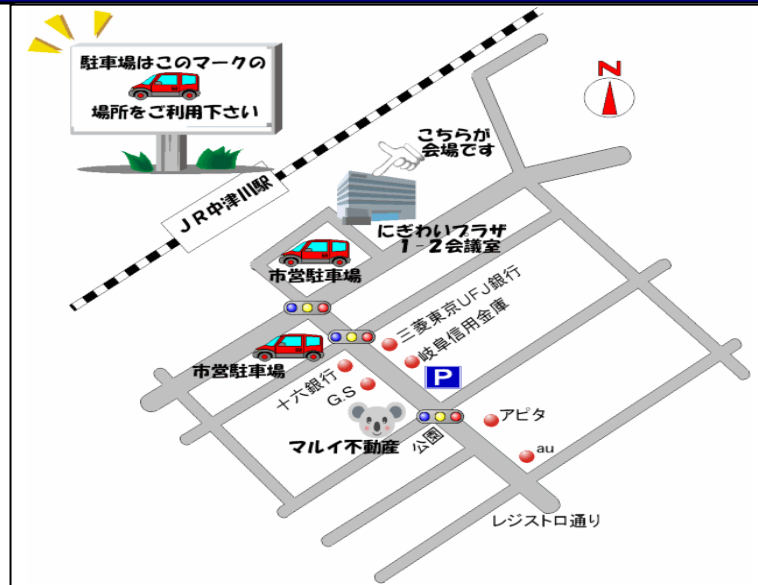 駐車場はこのマークの
場所をご利用下さい
N
こちらが
会場です
JR中津川駅
にぎわいプラザ
1-2会議室
市営駐車場
市営駐車場
三菱東京UFJ銀行
岐阜信用金庫
十六銀行
G.S
P
マルイ不動産
公園
アピタ
au
レジストロ通り